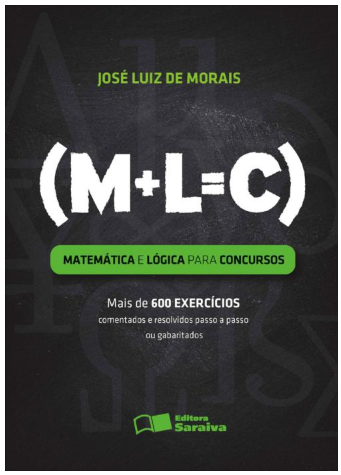 JOSÉ LUIZ DE MORAIS
(M+L=C)
MATEMÁTICA E LÓGICA PARA CONCURSOS
Mais de 600 EXERCÍCIOS
comentados e resolvidos passo a passo
ou gabaritados
Editora
Saraiva